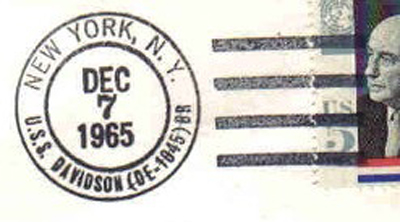 NEW YORK, N.Y.
DEC
7
1965
U.S.S. DAVIDSON (DE-1045) BR
US
5